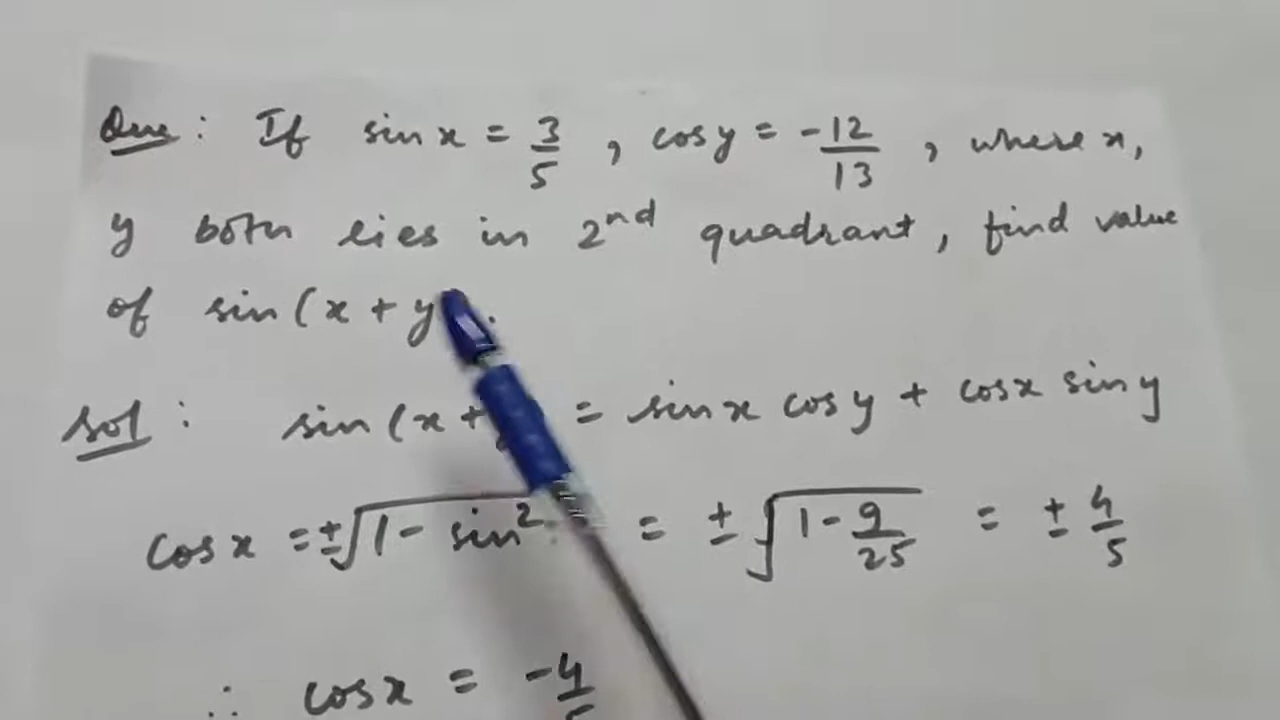 Que : If sin x = 3/5 , cos y = -12/13 , where x,
y both lies in 2nd quadrant, find value
of sin (x + y .
Sol : sin (x + = sin x cos y + cos x sin y
cos x = ±√1 - sin² = ±√1 - 9/25 = ± 4/5
∴ cos x = -4/5